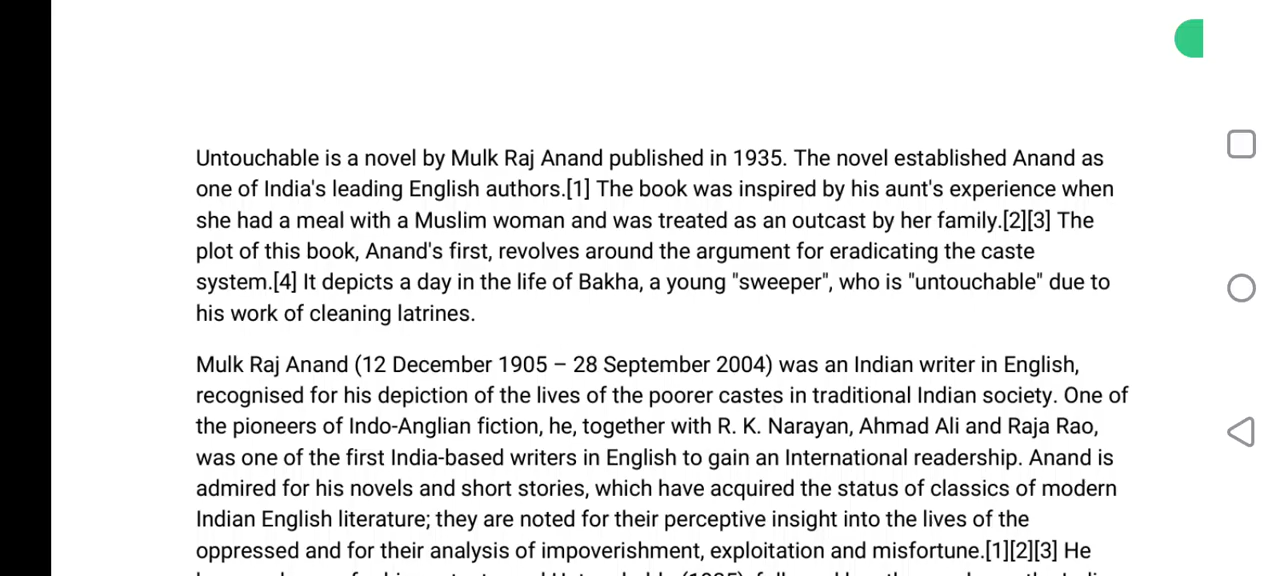 Untouchable is a novel by Mulk Raj Anand published in 1935. The novel established Anand as
one of India's leading English authors.[1] The book was inspired by his aunt's experience when
she had a meal with a Muslim woman and was treated as an outcast by her family.[2][3] The
plot of this book, Anand's first, revolves around the argument for eradicating the caste
system.[4] It depicts a day in the life of Bakha, a young "sweeper", who is "untouchable" due to
his work of cleaning latrines.
Mulk Raj Anand (12 December 1905 – 28 September 2004) was an Indian writer in English,
recognised for his depiction of the lives of the poorer castes in traditional Indian society. One of
the pioneers of Indo-Anglian fiction, he, together with R. K. Narayan, Ahmad Ali and Raja Rao,
was one of the first India-based writers in English to gain an International readership. Anand is
admired for his novels and short stories, which have acquired the status of classics of modern
Indian English literature; they are noted for their perceptive insight into the lives of the
oppressed and for their analysis of impoverishment, exploitation and misfortune.[1][2][3] He